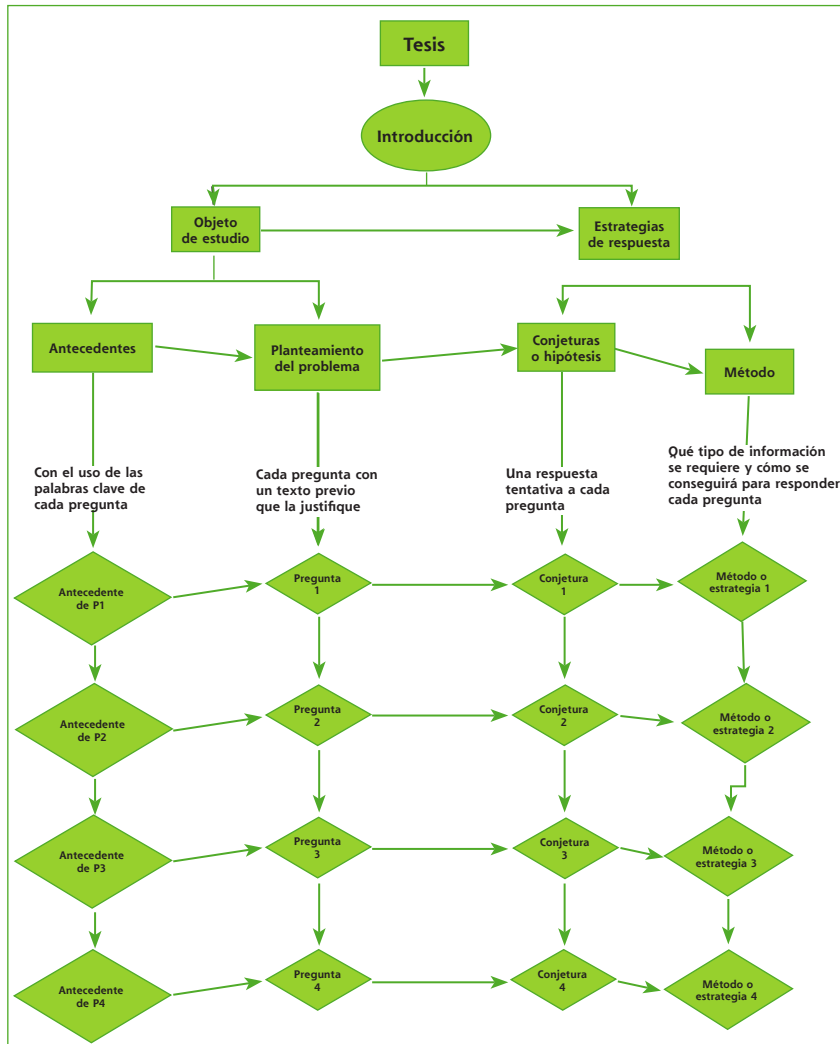 Tesis
Introducción
Objeto
de estudio
Estrategias
de respuesta
Antecedentes
Planteamiento
del problema
Conjeturas
o hipótesis
Método
Con el uso de las
palabras clave de
cada pregunta
Cada pregunta con
un texto previo
que la justifique
Una respuesta
tentativa a cada
pregunta
Qué tipo de información
se requiere y cómo se
conseguirá para responder
cada pregunta
Antecedente
de P1
Pregunta
1
Conjetura
1
Método o
estrategia 1
Antecedente
de P2
Pregunta
2
Conjetura
2
Método o
estrategia 2
Antecedente
de P3
Pregunta
3
Conjetura
3
Método o
estrategia 3
Antecedente
de P4
Pregunta
4
Conjetura
4
Método o
estrategia 4